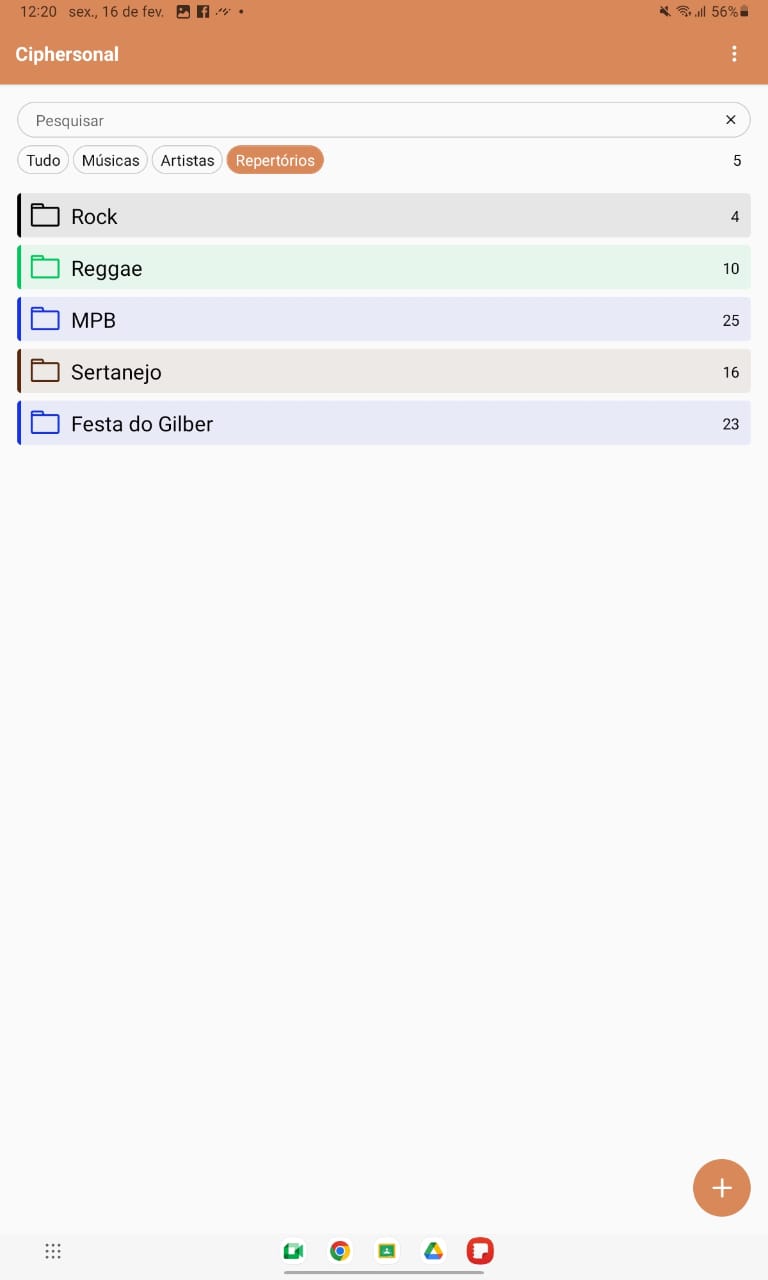 12:20 sex., 16 de fev. 56%
Ciphersonal
Pesquisar
Tudo Músicas Artistas Repertórios 5
Rock 4
Reggae 10
MPB 25
Sertanejo 16
Festa do Gilber 23